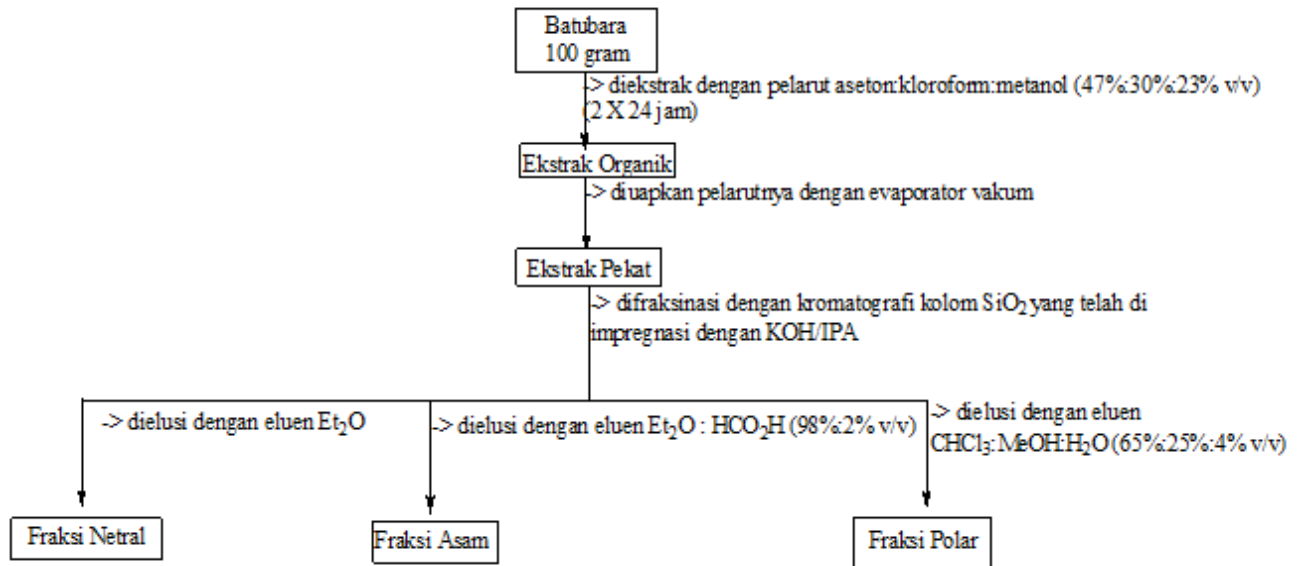 Batubara
100 gram
-> diekstrak dengan pelarut aseton:kloroform:metanol (47%:30%:23% v/v)
(2 X 24 jam)
Ekstrak Organik
-> diuapkan pelarutnya dengan evaporator vakum
Ekstrak Pekat
-> difraksinasi dengan kromatografi kolom SiO₂ yang telah di
impregnasi dengan KOH/IPA
-> dielusi dengan eluen Et₂O
-> dielusi dengan eluen Et₂O : HCO₂H (98%:2% v/v)
-> dielusi dengan eluen
CHCl₃:MeOH:H₂O (65%:25%:4% v/v)
Fraksi Netral
Fraksi Asam
Fraksi Polar